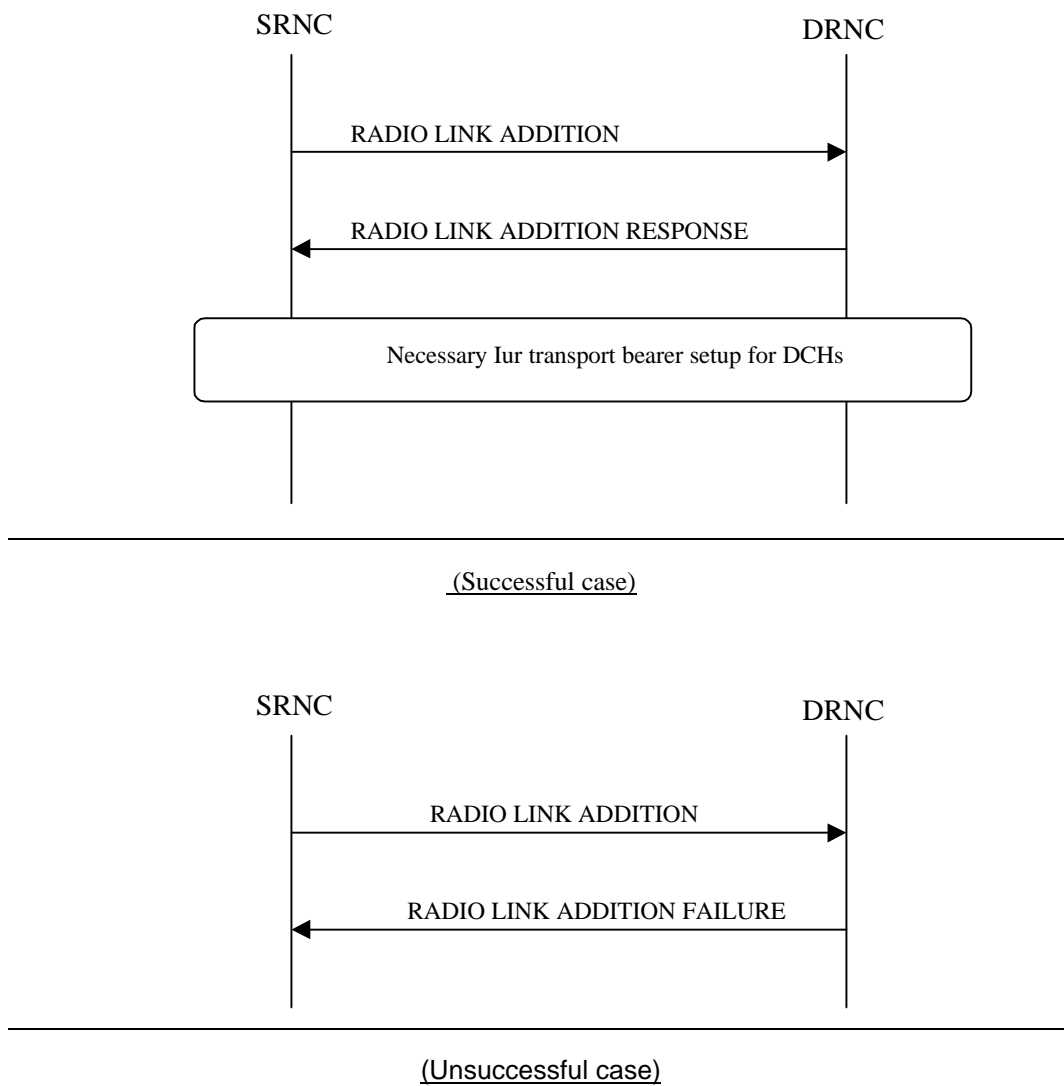 SRNC
DRNC
RADIO LINK ADDITION
RADIO LINK ADDITION RESPONSE
Necessary Iur transport bearer setup for DCHs
(Successful case)
SRNC
DRNC
RADIO LINK ADDITION
RADIO LINK ADDITION FAILURE
(Unsuccessful case)